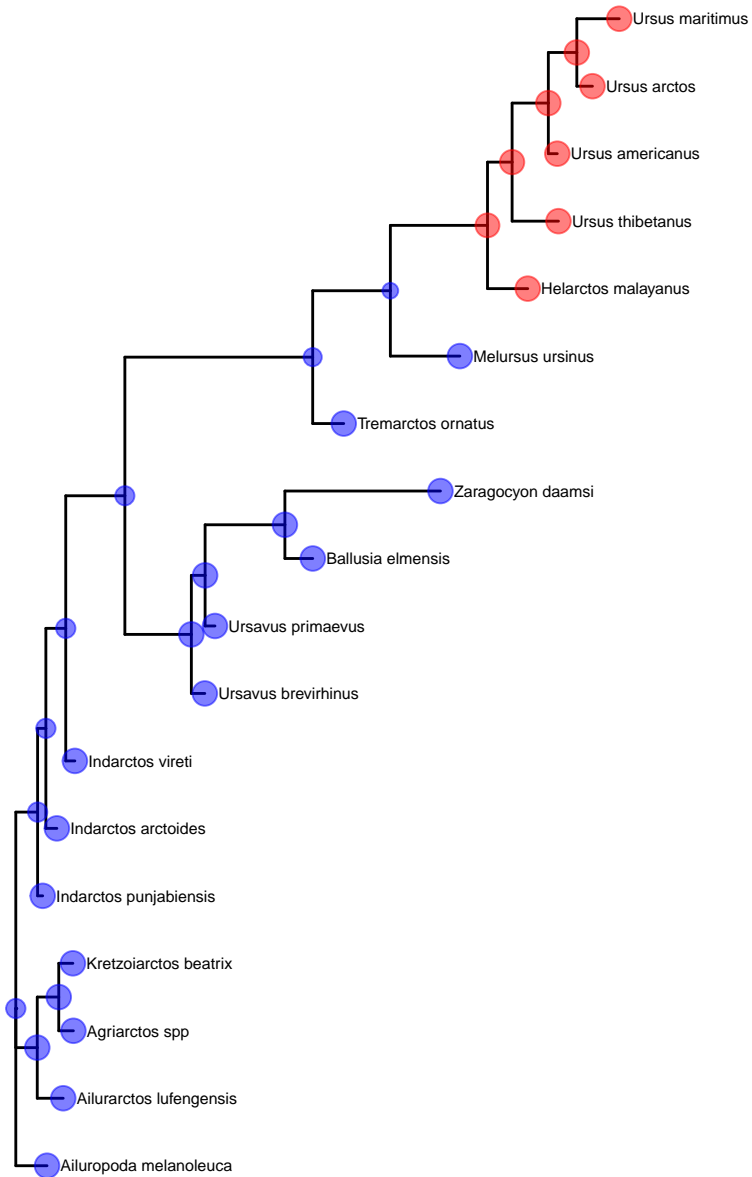 Ursus maritimus
Ursus arctos
Ursus americanus
Ursus thibetanus
Helarctos malayanus
Melursus ursinus
Tremarctos ornatus
Zaragocyon daamsi
Ballusia elmensis
Ursavus primaevus
Ursavus brevirhinus
Indarctos vireti
Indarctos arctoides
Indarctos punjabiensis
Kretzoiarctos beatrix
Agriarctos spp
Ailurarctos lufengensis
Ailuropoda melanoleuca